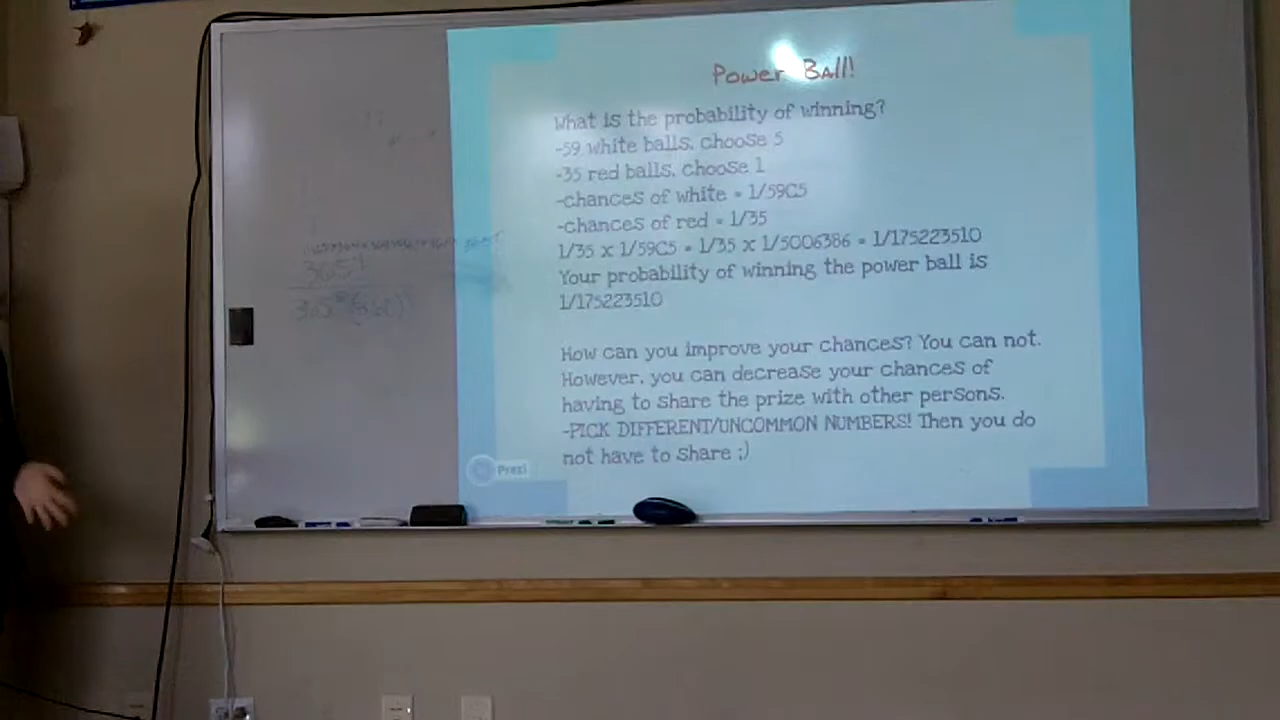 Power Ball!
What is the probability of winning?
-59 white balls, choose 5
-35 red balls, choose 1
-chances of white = 1/59C5
-chances of red = 1/35
1/35 x 1/59C5 = 1/35 x 1/5006386 = 1/175223510
Your probability of winning the power ball is
1/175223510
How can you improve your chances? You can not.
However, you can decrease your chances of
having to share the prize with other persons.
-PICK DIFFERENT/UNCOMMON NUMBERS! Then you do
not have to share ;)
Prezi
365!